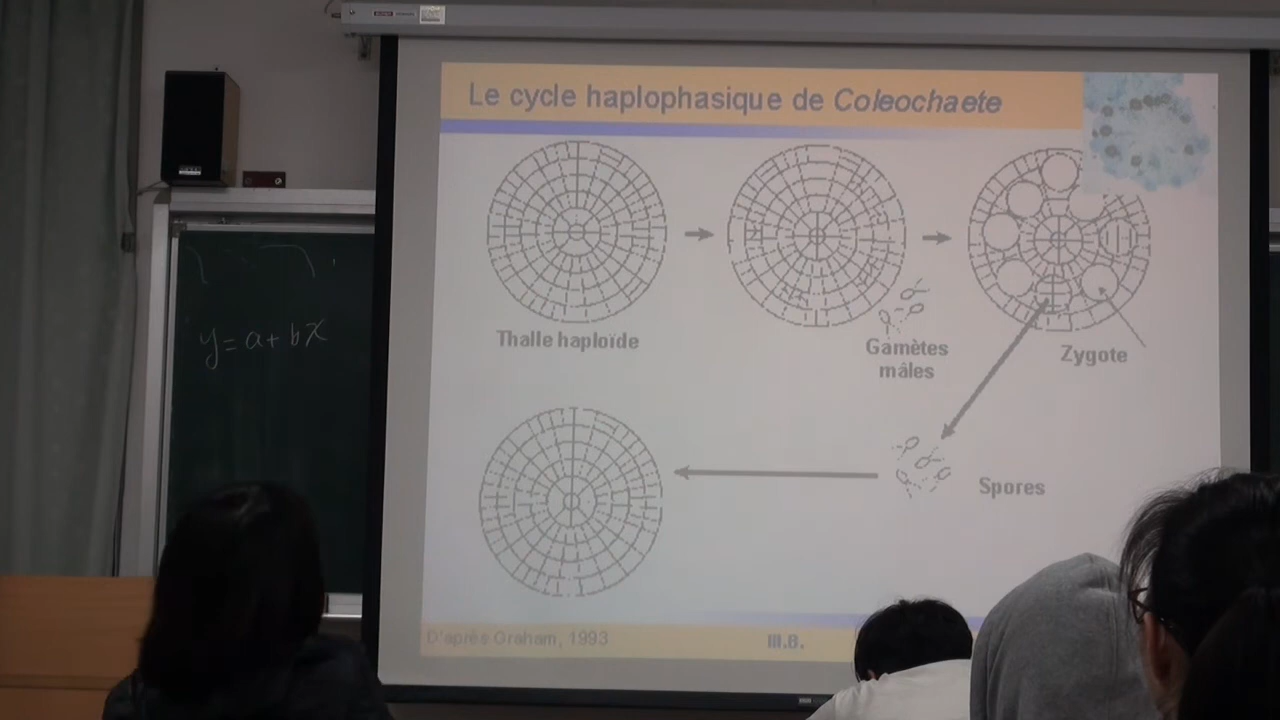 Le cycle haplophasique de Coleochaete
Thalle haploïde
Gamètes
mâles
Zygote
Spores
D'après Graham, 1993
III.B.
y=a+bx